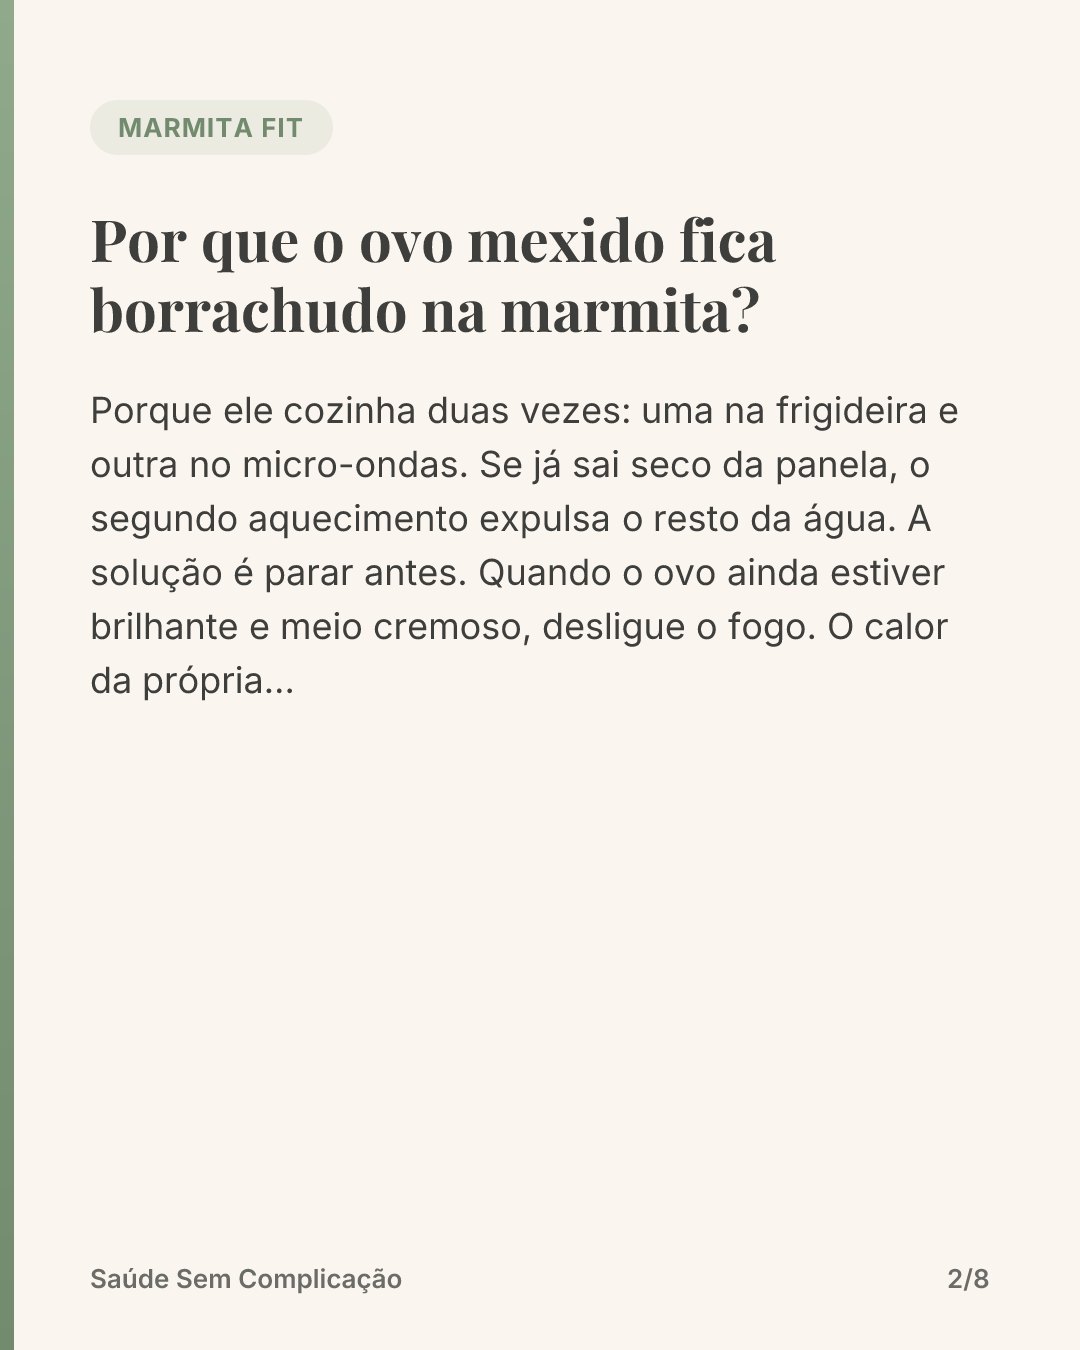 MARMITA FIT
Por que o ovo mexido fica
borrachudo na marmita?
Porque ele cozinha duas vezes: uma na frigideira e
outra no micro-ondas. Se já sai seco da panela, o
segundo aquecimento expulsa o resto da água. A
solução é parar antes. Quando o ovo ainda estiver
brilhante e meio cremoso, desligue o fogo. O calor
da própria...
Saúde Sem Complicação
2/8